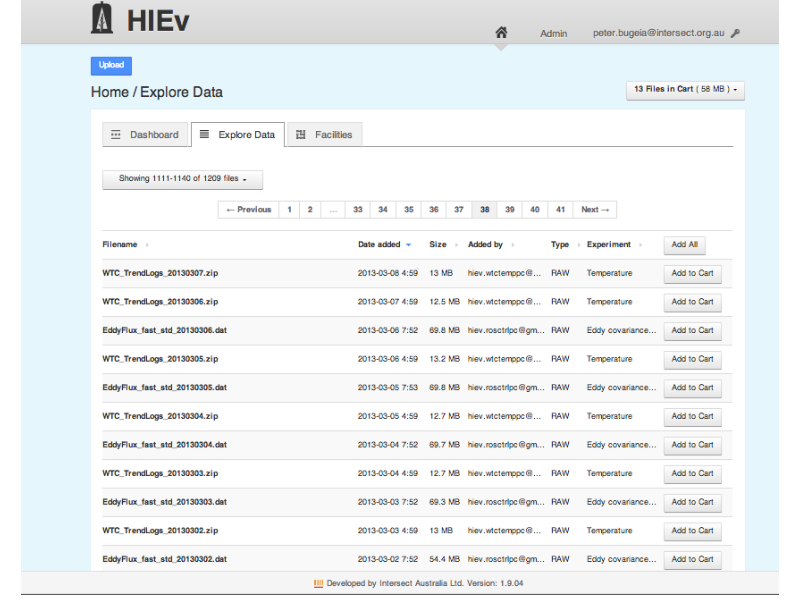 HIEv
Admin peter.bugeia@intersect.org.au
Upload
Home / Explore Data
13 Files in Cart ( 58 MB )
Dashboard Explore Data Facilities
Showing 1111-1140 of 1209 files
← Previous 1 2 ... 33 34 35 36 37 38 39 40 41 Next →
Filename Date added Size Added by Type Experiment Add All
WTC_TrendLogs_20130307.zip 2013-03-08 4:59 13 MB hiev.wtctemppc@... RAW Temperature Add to Cart
WTC_TrendLogs_20130306.zip 2013-03-07 4:59 12.5 MB hiev.wtctemppc@... RAW Temperature Add to Cart
EddyFlux_fast_std_20130306.dat 2013-03-06 7:52 69.8 MB hiev.rosctrlpc@gm... RAW Eddy covariance... Add to Cart
WTC_TrendLogs_20130305.zip 2013-03-06 4:59 13.2 MB hiev.wtctemppc@... RAW Temperature Add to Cart
EddyFlux_fast_std_20130305.dat 2013-03-05 7:53 69.8 MB hiev.rosctrlpc@gm... RAW Eddy covariance... Add to Cart
WTC_TrendLogs_20130304.zip 2013-03-05 4:59 12.7 MB hiev.wtctemppc@... RAW Temperature Add to Cart
EddyFlux_fast_std_20130304.dat 2013-03-04 7:52 69.7 MB hiev.rosctrlpc@gm... RAW Eddy covariance... Add to Cart
WTC_TrendLogs_20130303.zip 2013-03-04 4:59 12.7 MB hiev.wtctemppc@... RAW Temperature Add to Cart
EddyFlux_fast_std_20130303.dat 2013-03-03 7:52 69.3 MB hiev.rosctrlpc@gm... RAW Eddy covariance... Add to Cart
WTC_TrendLogs_20130302.zip 2013-03-03 4:59 13 MB hiev.wtctemppc@... RAW Temperature Add to Cart
EddyFlux_fast_std_20130302.dat 2013-03-02 7:52 54.4 MB hiev.rosctrlpc@gm... RAW Eddy covariance... Add to Cart
Developed by Intersect Australia Ltd. Version: 1.9.04